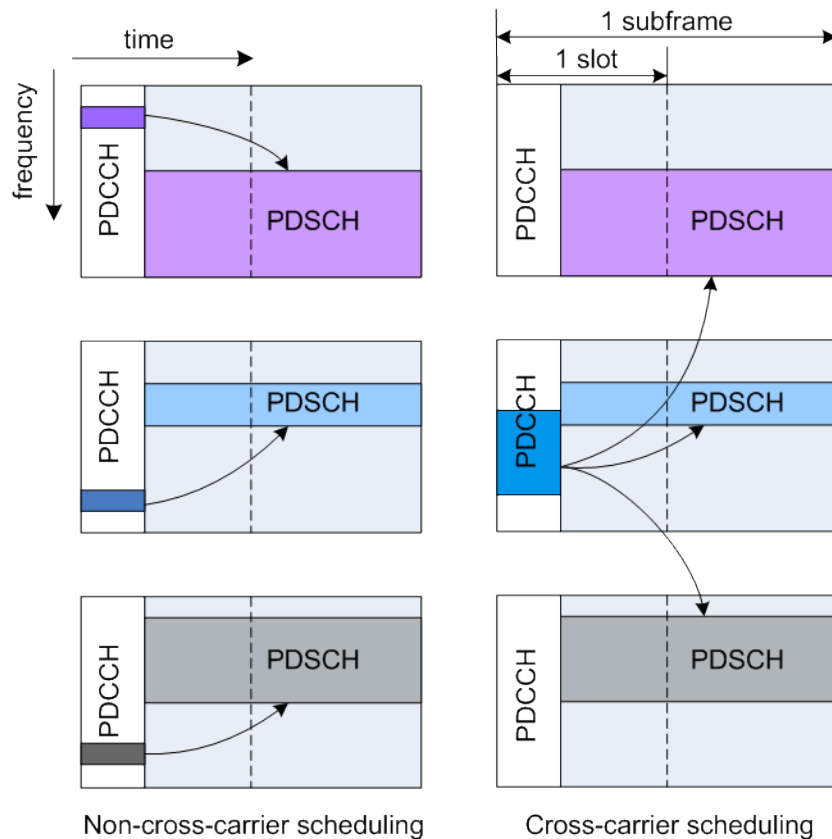 time
1 subframe
1 slot
frequency
PDCCH
PDSCH
PDCCH
PDSCH
PDCCH
PDSCH
PDCCH
PDSCH
PDCCH
PDSCH
PDCCH
PDSCH
Non-cross-carrier scheduling
Cross-carrier scheduling